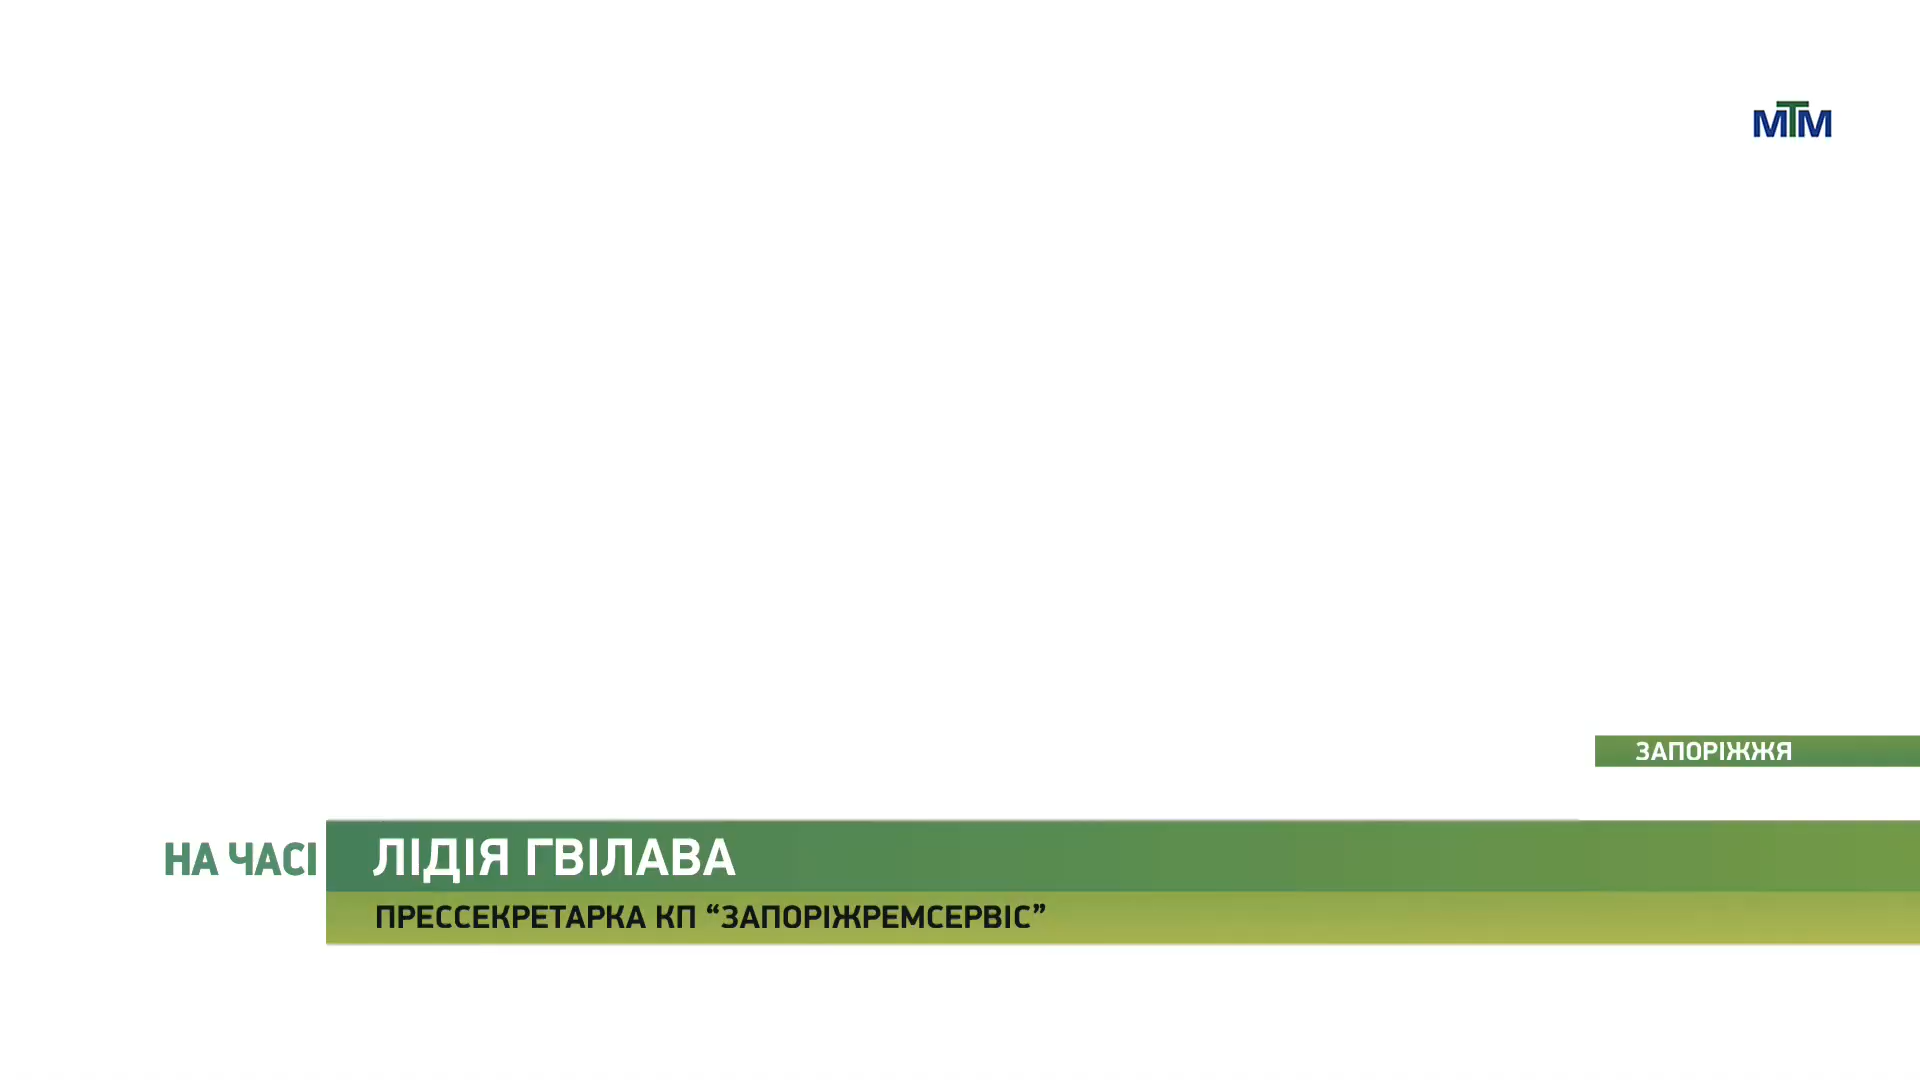 МТМ
ЗАПОРІЖЖЯ
НА ЧАСІ
ЛІДІЯ ГВІЛАВА
ПРЕССЕКРЕТАРКА КП “ЗАПОРІЖРЕМСЕРВІС”